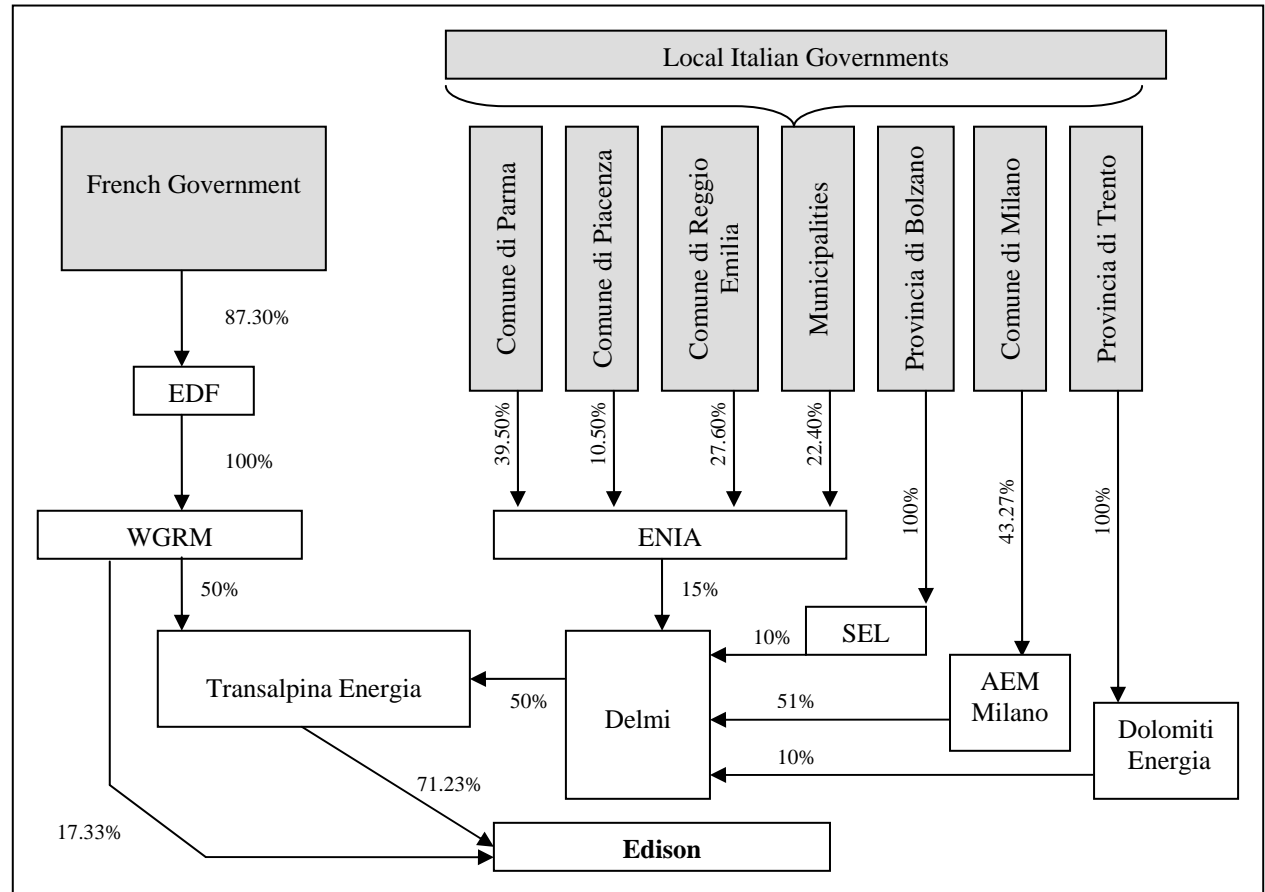 Local Italian Governments
French Government
Comune di Parma
Comune di Piacenza
Comune di Reggio
Emilia
Municipalities
Provincia di Bolzano
Comune di Milano
Provincia di Trento
87.30%
EDF
39.50%
10.50%
27.60%
22.40%
100%
100%
43.27%
100%
WGRM
ENIA
50%
15%
SEL
10%
Transalpina Energia
50%
Delmi
51%
AEM
Milano
Dolomiti
Energia
10%
71.23%
17.33%
Edison